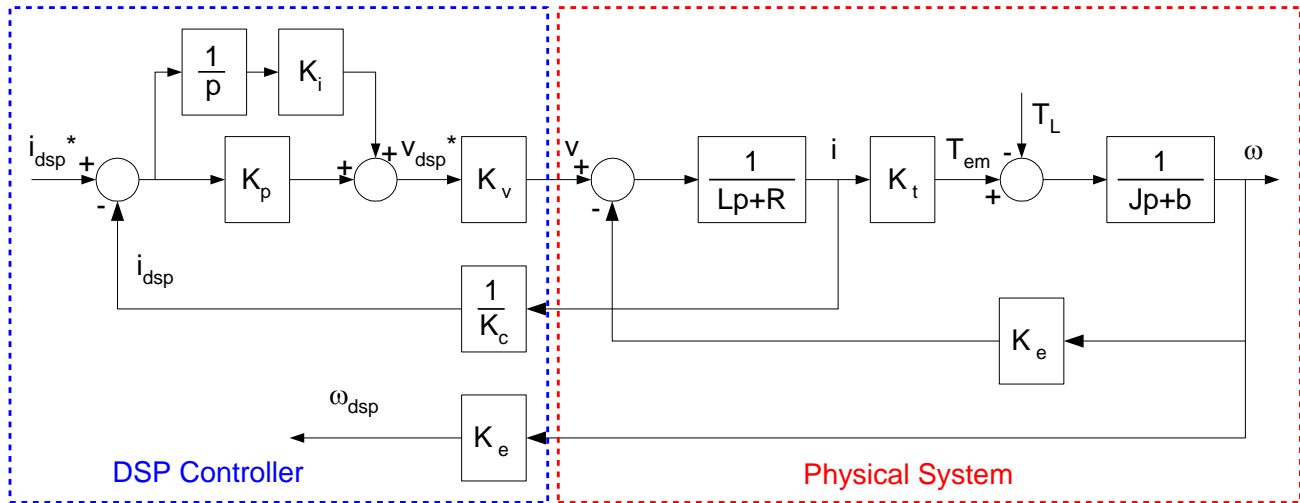 1
p
K i
i dsp *
+
-
K p
+
+
v dsp *
K v
v
+
-
1
Lp+R
i
K t
T em
T L
-
+
1
Jp+b
ω
i dsp
1
K c
K e
ω dsp
K e
DSP Controller
Physical System